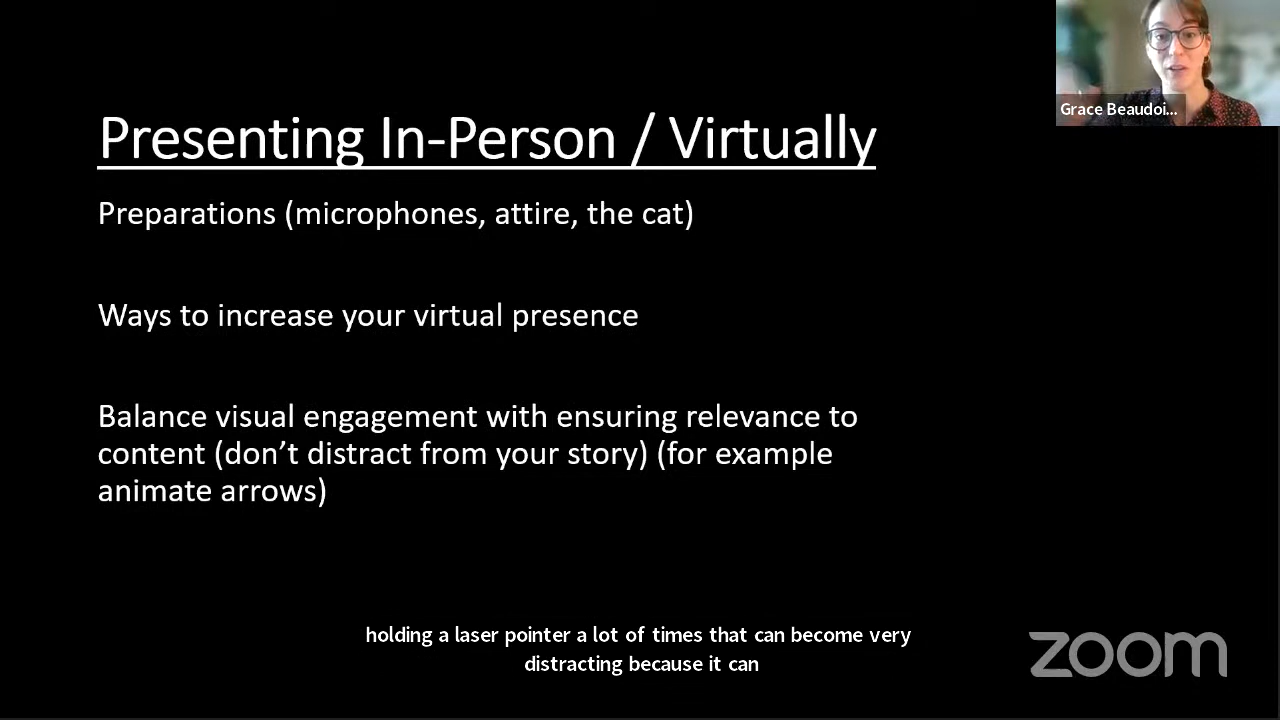 Grace Beaudoi...
Presenting In-Person / Virtually
Preparations (microphones, attire, the cat)
Ways to increase your virtual presence
Balance visual engagement with ensuring relevance to
content (don’t distract from your story) (for example
animate arrows)
holding a laser pointer a lot of times that can become very
distracting because it can
zoom